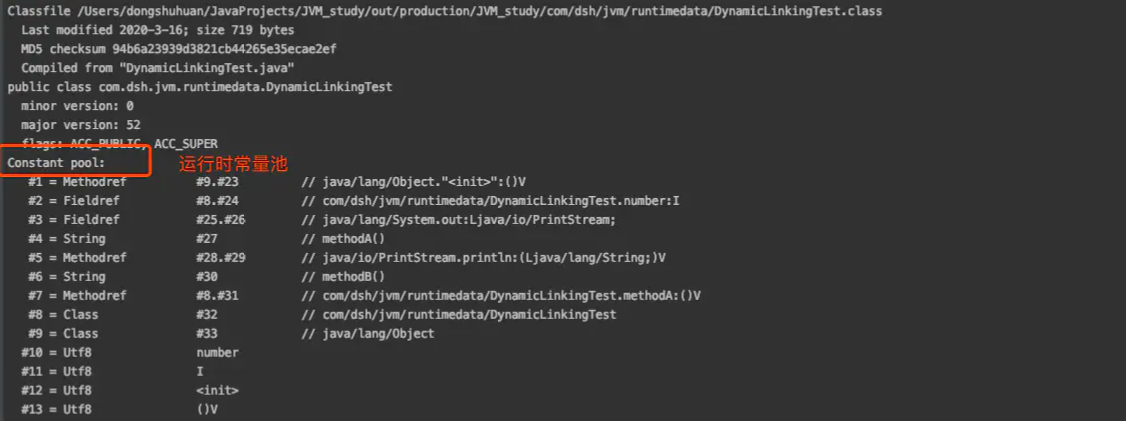 Classfile /Users/dongshuhuan/JavaProjects/JVM_study/out/production/JVM_study/com/dsh/jvm/runtimedata/DynamicLinkingTest.class
Last modified 2020-3-16; size 719 bytes
MD5 checksum 94b6a23939d3821cb44265e35ecae2ef
Compiled from "DynamicLinkingTest.java"
public class com.dsh.jvm.runtimedata.DynamicLinkingTest
minor version: 0
major version: 52
flags: ACC_PUBLIC, ACC_SUPER
Constant pool: 运行时常量池
#1 = Methodref #9.#23 // java/lang/Object."<init>":()V
#2 = Fieldref #8.#24 // com/dsh/jvm/runtimedata/DynamicLinkingTest.number:I
#3 = Fieldref #25.#26 // java/lang/System.out:Ljava/io/PrintStream;
#4 = String #27 // methodA()
#5 = Methodref #28.#29 // java/io/PrintStream.println:(Ljava/lang/String;)V
#6 = String #30 // methodB()
#7 = Methodref #8.#31 // com/dsh/jvm/runtimedata/DynamicLinkingTest.methodA:()V
#8 = Class #32 // com/dsh/jvm/runtimedata/DynamicLinkingTest
#9 = Class #33 // java/lang/Object
#10 = Utf8 number
#11 = Utf8 I
#12 = Utf8 <init>
#13 = Utf8 ()V